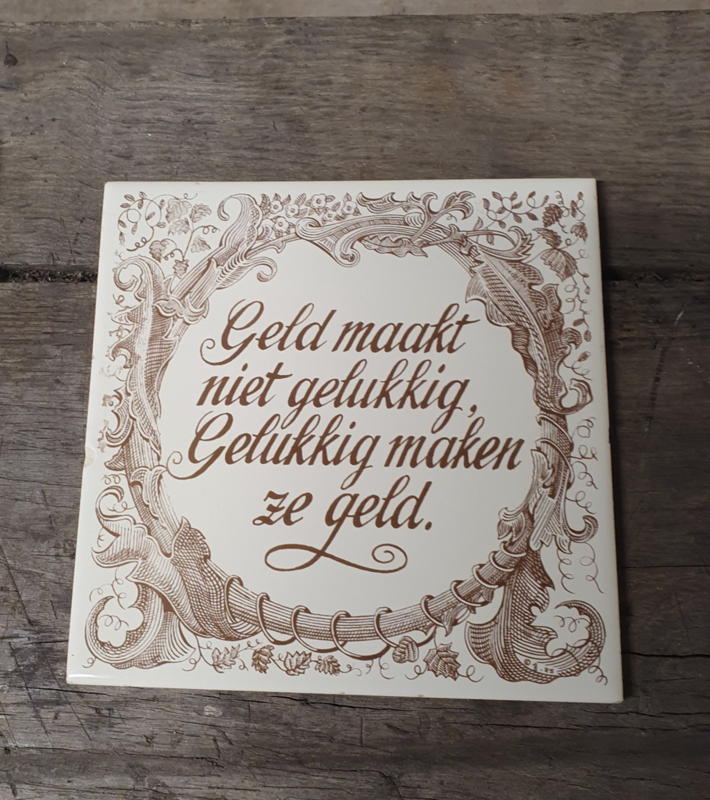 Geld maakt
niet gelukkig,
Gelukkig maken
ze geld.